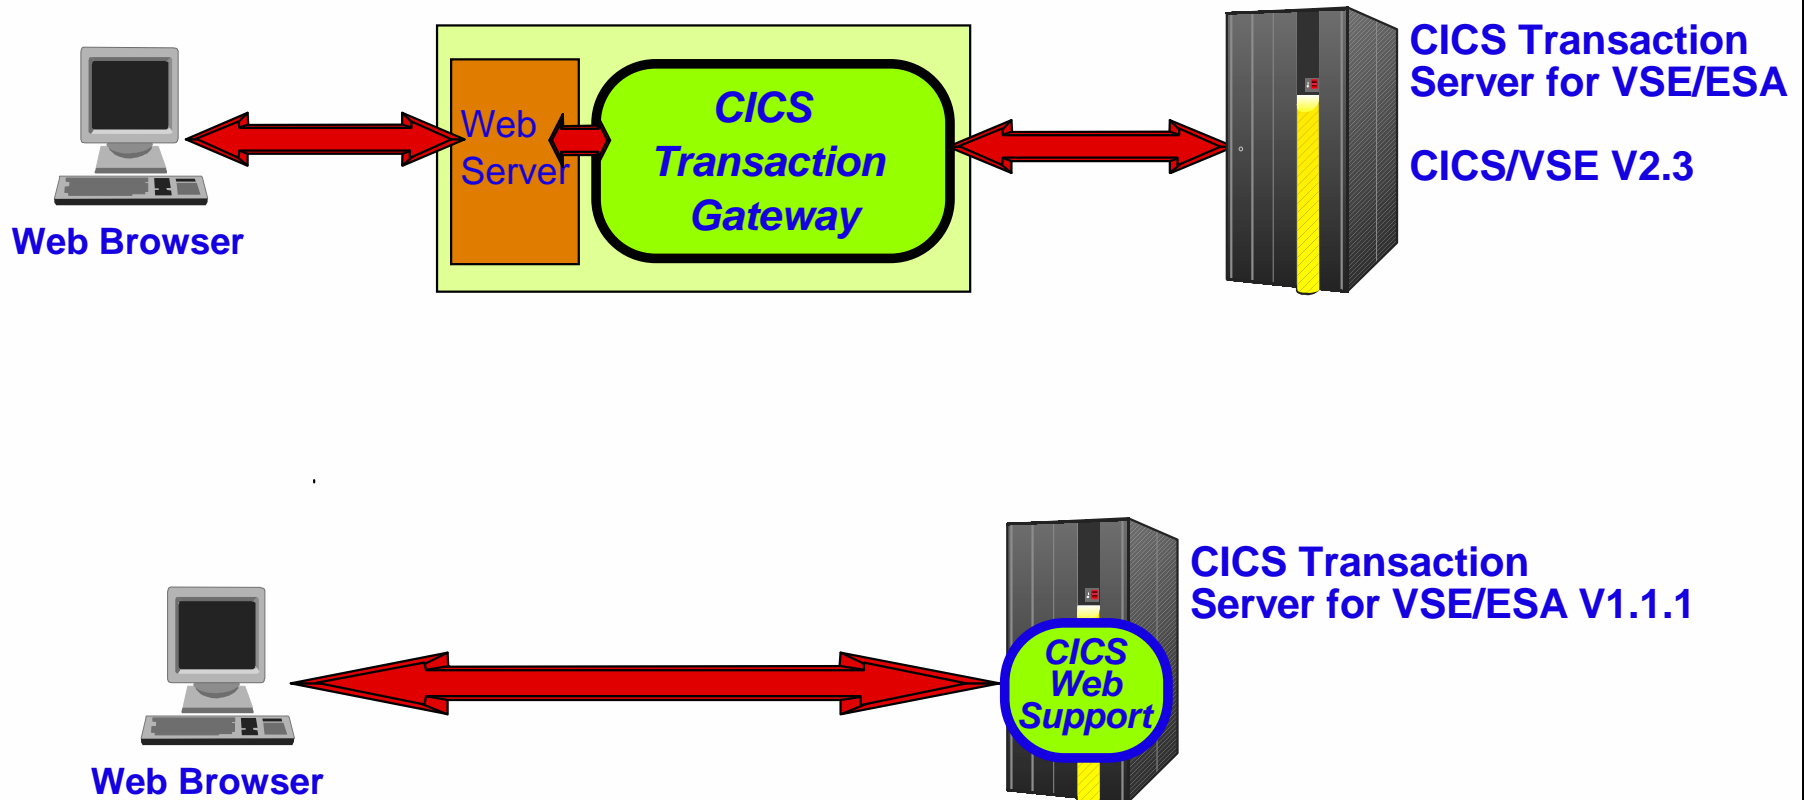 Web Browser
Web
Server
CICS
Transaction
Gateway
CICS Transaction
Server for VSE/ESA
CICS/VSE V2.3
Web Browser
CICS
Web
Support
CICS Transaction
Server for VSE/ESA V1.1.1